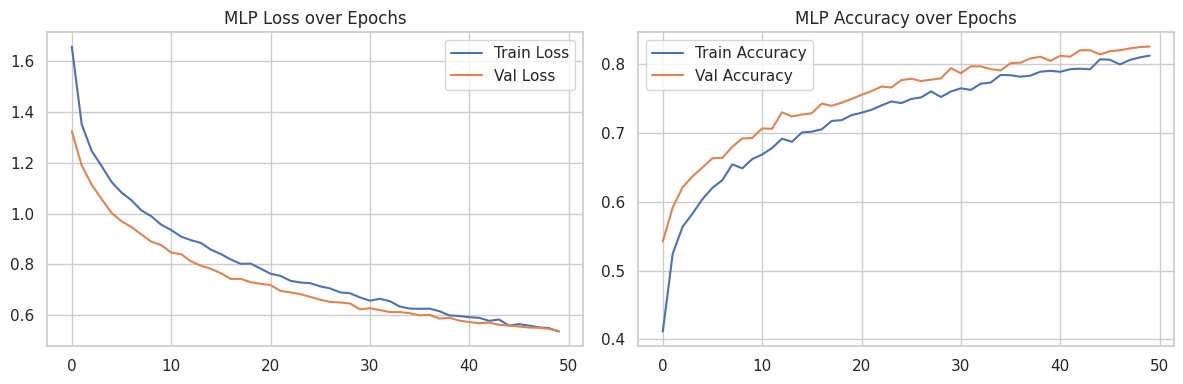 MLP Loss over Epochs
Train Loss
Val Loss
1.6
1.4
1.2
1.0
0.8
0.6
0 10 20 30 40 50
MLP Accuracy over Epochs
Train Accuracy
Val Accuracy
0.8
0.7
0.6
0.5
0.4
0 10 20 30 40 50